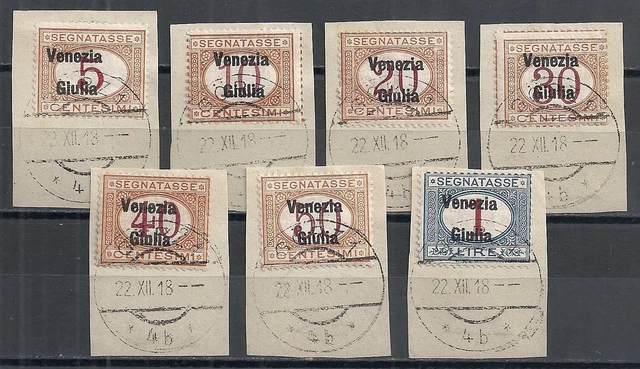 SEGNATASSE
Venezia
5
Giulia
CENTESIMI
22.XII.18
* 4
SEGNATASSE
Venezia
10
Giulia
CENTESIMI
22.XII.18
SEGNATASSE
Venezia
20
Giulia
CENTESIMI
22.XII.18
4b *
SEGNATASSE
Venezia
30
Giulia
CENTESIMI
22.XII.18
* 4b
SEGNATASSE
Venezia
40
Giulia
CENTESIMI
22.XII.18
* 4b *
SEGNATASSE
Venezia
50
Giulia
CENTESIMI
22.XII.18
* 4b
SEGNATASSE
Venezia
1
Giulia
LIRE
22.XII.18
* 4b *